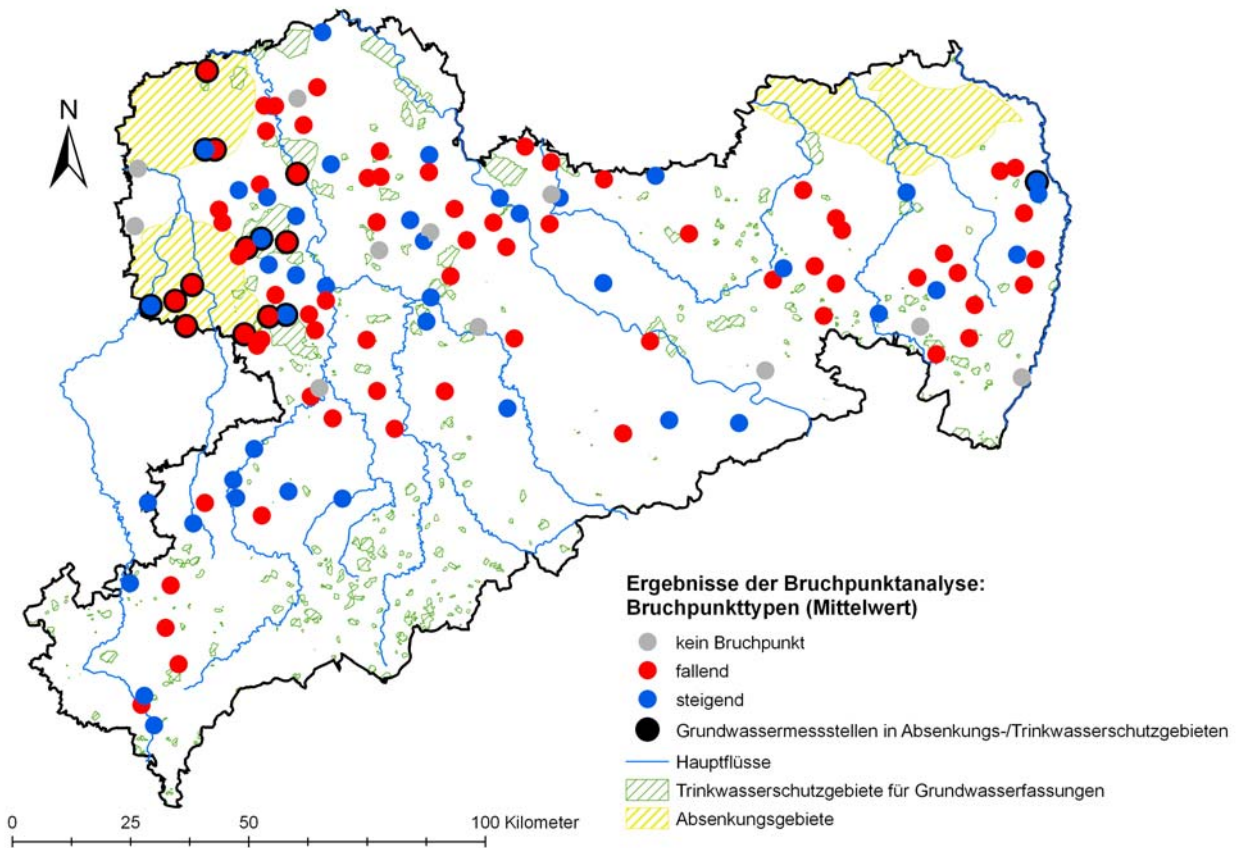 N
Ergebnisse der Bruchpunktanalyse:
Bruchpunkttypen (Mittelwert)
kein Bruchpunkt
fallend
steigend
Grundwassermessstellen in Absenkungs-/Trinkwasserschutzgebieten
Hauptflüsse
Trinkwasserschutzgebiete für Grundwasserfassungen
Absenkungsgebiete
0 25 50 100 Kilometer